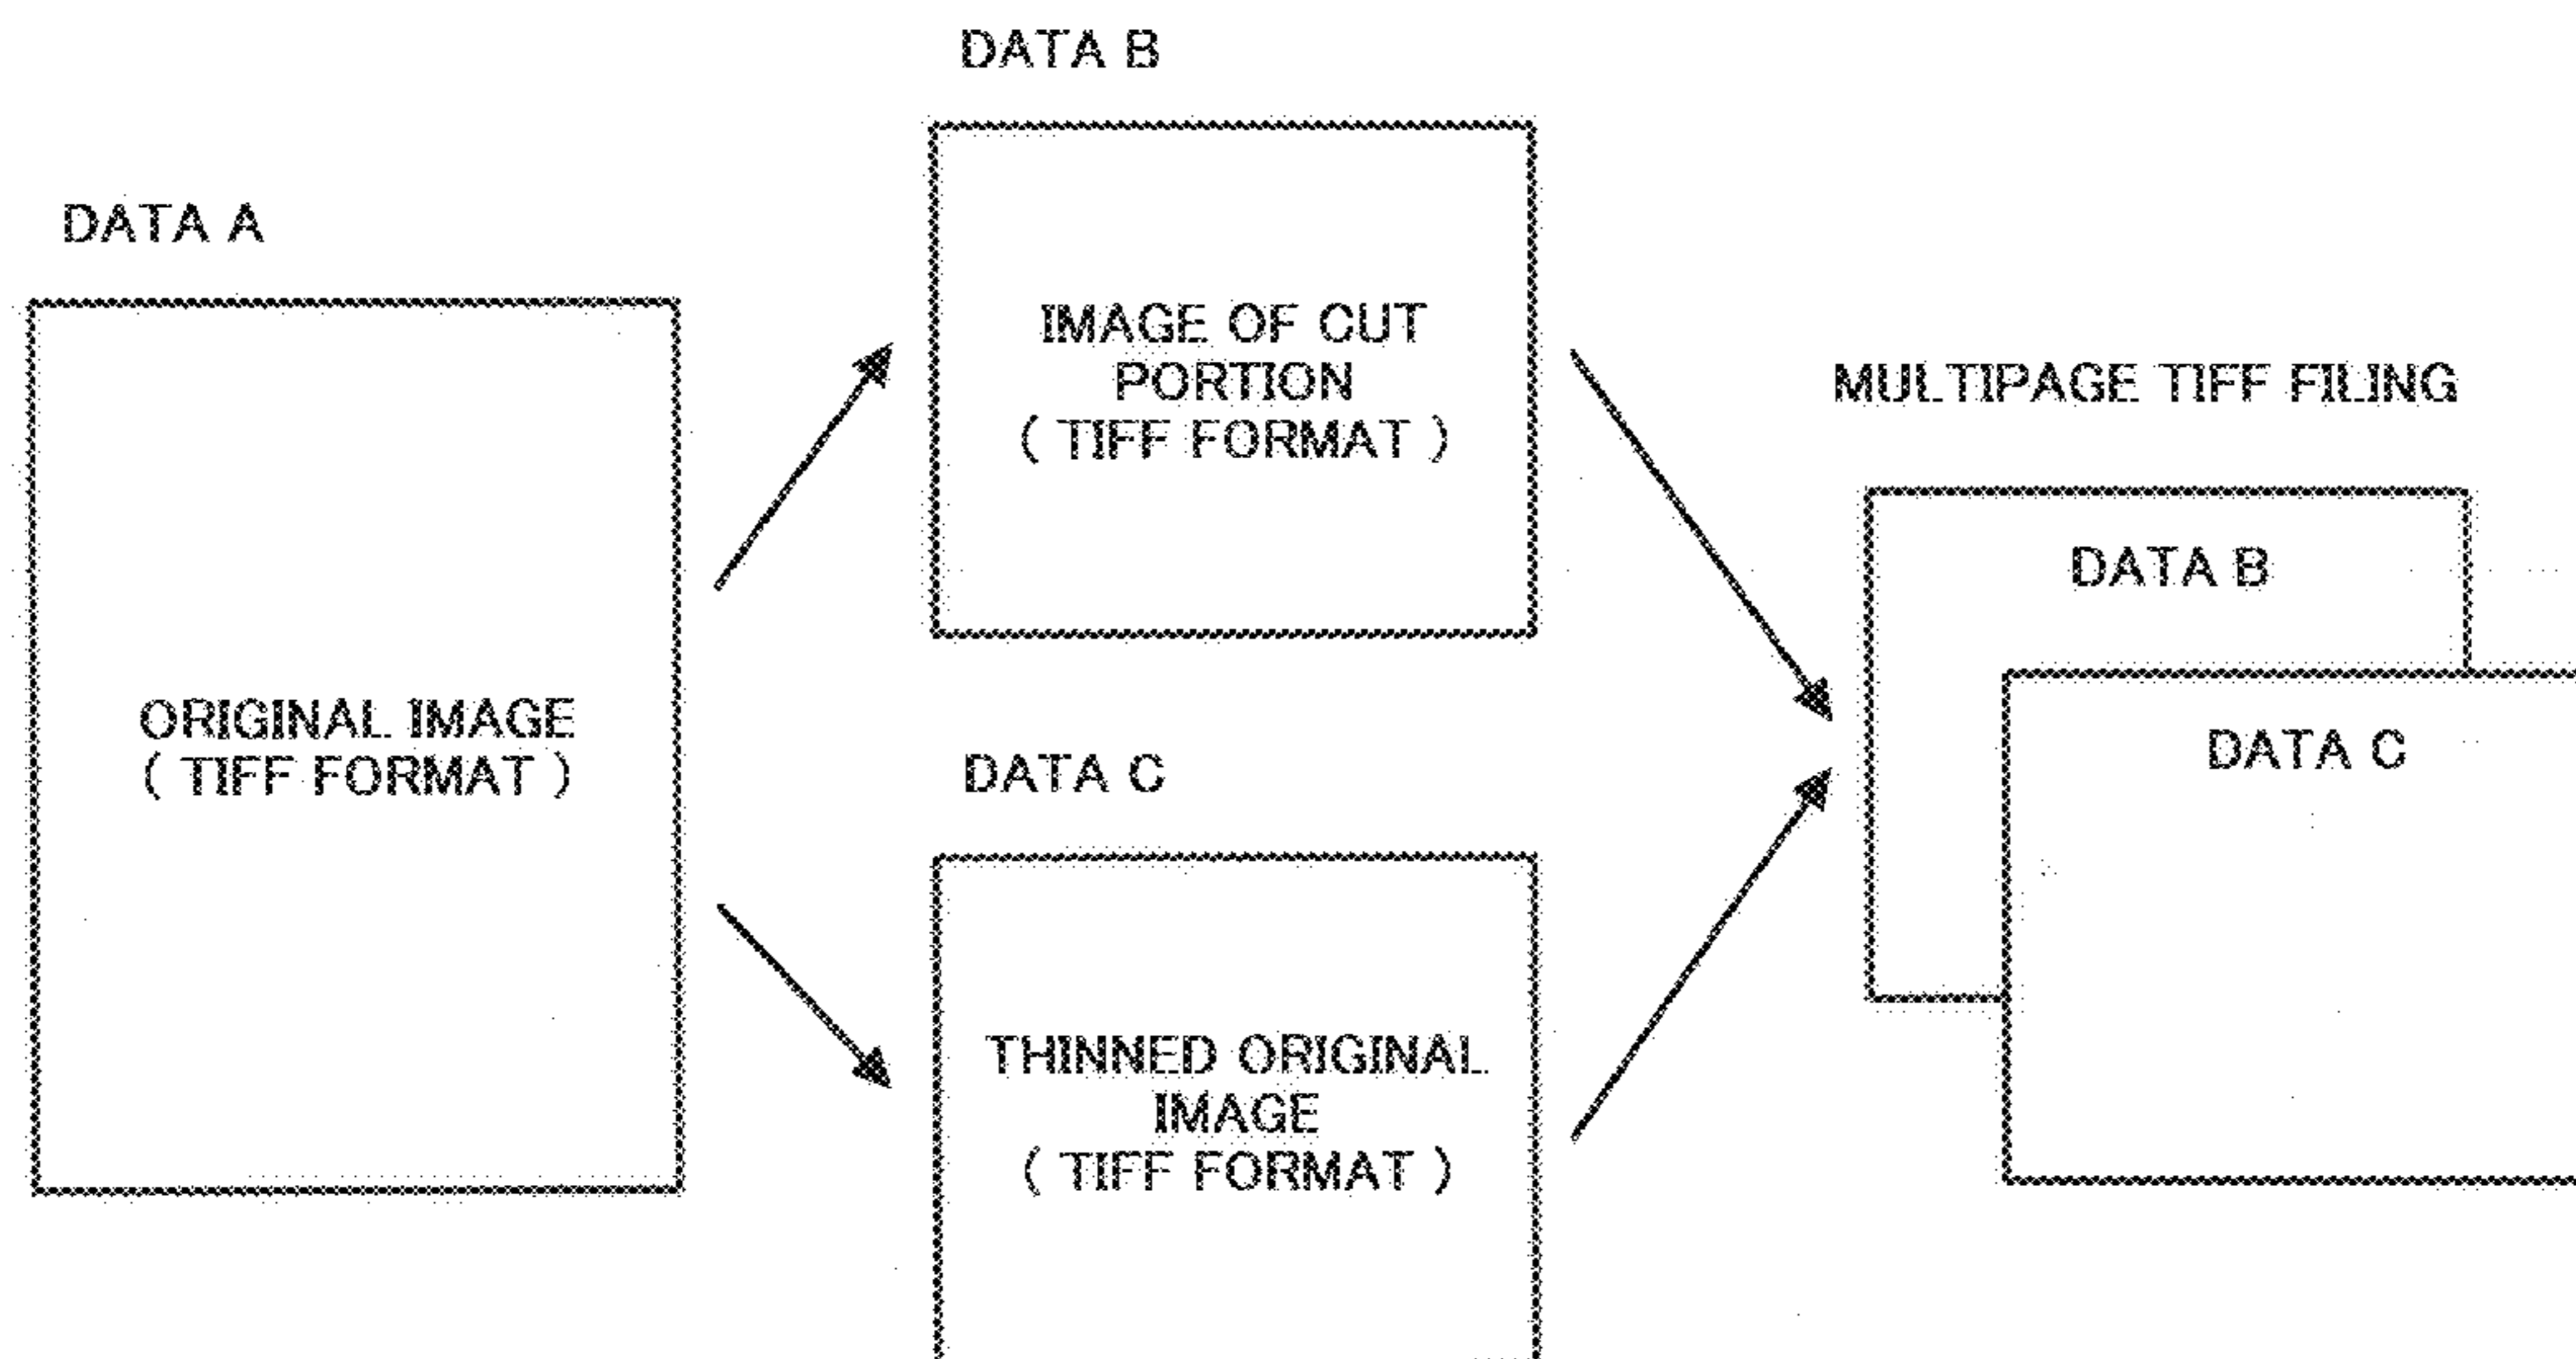 DATA A
ORIGINAL IMAGE
( TIFF FORMAT )
DATA B
IMAGE OF CUT
PORTION
( TIFF FORMAT )
DATA C
THINNED ORIGINAL
IMAGE
( TIFF FORMAT )
MULTIPAGE TIFF FILING
DATA B
DATA C